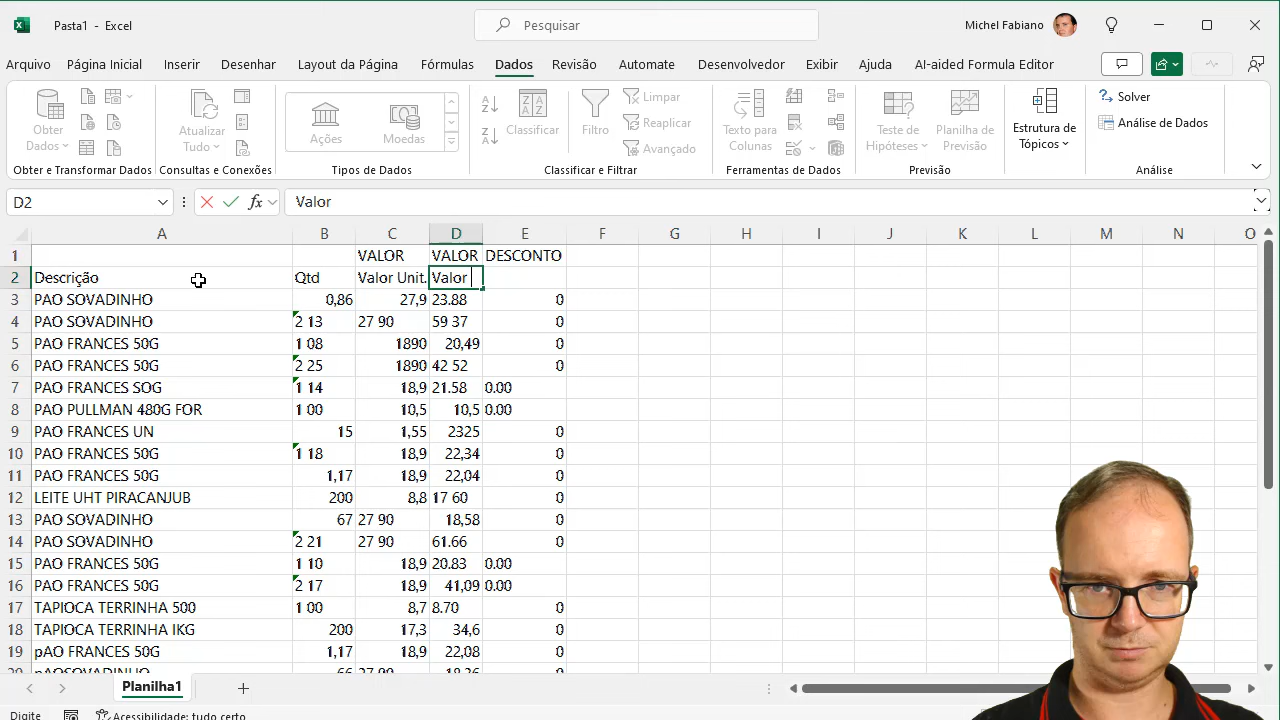 Pasta1 - Excel
Pesquisar
Michel Fabiano
Arquivo Página Inicial Inserir Desenhar Layout da Página Fórmulas Dados Revisão Automate Desenvolvedor Exibir Ajuda AI-aided Formula Editor
Obter Dados
Atualizar Tudo
Ações
Moedas
Classificar
Filtro
Limpar
Reaplicar
Avançado
Texto para Colunas
Teste de Hipóteses
Planilha de Previsão
Estrutura de Tópicos
Solver
Análise de Dados
Obter e Transformar Dados Consultas e Conexões Tipos de Dados Classificar e Filtrar Ferramentas de Dados Previsão Análise
D2 fx Valor
A B C D E F G H I J K L M N O
1 VALOR VALOR DESCONTO
2 Descrição Qtd Valor Unit. Valor
3 PAO SOVADINHO 0,86 27,9 23.88 0
4 PAO SOVADINHO 2 13 27 90 59 37 0
5 PAO FRANCES 50G 1 08 1890 20,49 0
6 PAO FRANCES 50G 2 25 1890 42 52 0
7 PAO FRANCES SOG 1 14 18,9 21.58 0.00
8 PAO PULLMAN 480G FOR 1 00 10,5 10,5 0.00
9 PAO FRANCES UN 15 1,55 2325 0
10 PAO FRANCES 50G 1 18 18,9 22,34 0
11 PAO FRANCES 50G 1,17 18,9 22,04 0
12 LEITE UHT PIRACANJUB 200 8,8 17 60 0
13 PAO SOVADINHO 67 27 90 18,58 0
14 PAO SOVADINHO 2 21 27 90 61.66 0
15 PAO FRANCES 50G 1 10 18,9 20.83 0.00
16 PAO FRANCES 50G 2 17 18,9 41,09 0.00
17 TAPIOCA TERRINHA 500 1 00 8,7 8.70 0
18 TAPIOCA TERRINHA IKG 200 17,3 34,6 0
19 pAO FRANCES 50G 1,17 18,9 22,08 0
20 pAOSOVADINHO 66 27 90 18,36 0
Planilha1
Digite Acessibilidade: tudo certo